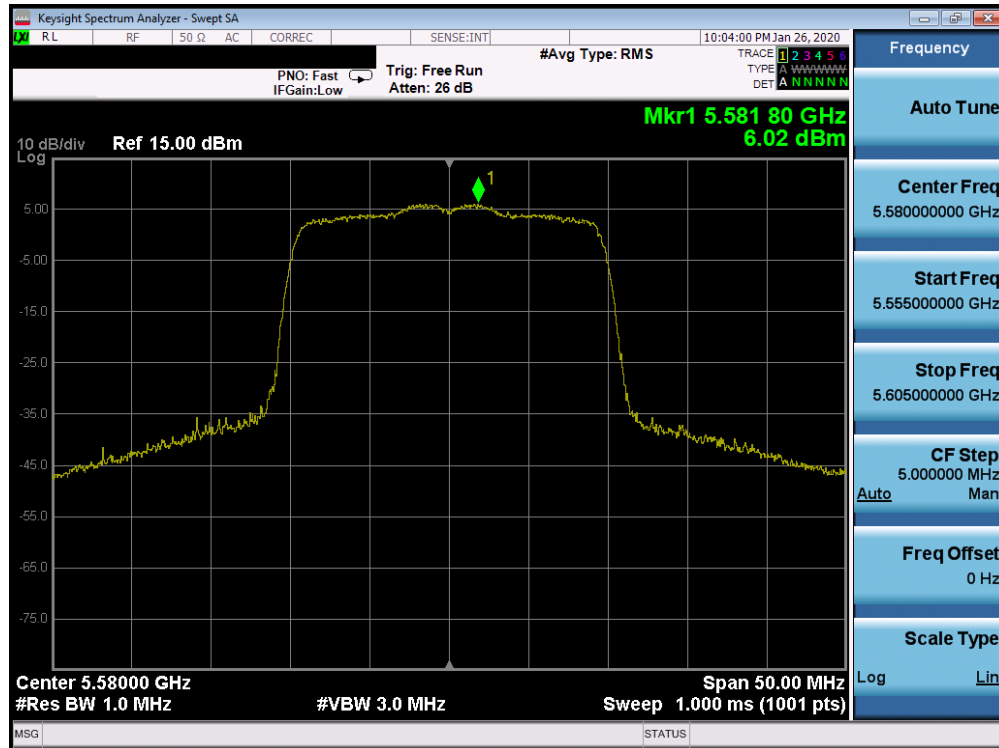 Keysight Spectrum Analyzer - Swept SA
LXI RL RF 50 Ω AC CORREC SENSE:INT 10:04:00 PM Jan 26, 2020
#Avg Type: RMS
TRACE 1 2 3 4 5 6
TYPE A WWWWW
DET A N N N N N
PNO: Fast
IFGain:Low
Trig: Free Run
Atten: 26 dB
Mkr1 5.581 80 GHz
6.02 dBm
10 dB/div
Log
Ref 15.00 dBm
1
5.00
-5.00
-15.0
-25.0
-35.0
-45.0
-55.0
-65.0
-75.0
Center 5.58000 GHz
#Res BW 1.0 MHz
#VBW 3.0 MHz
Span 50.00 MHz
Sweep 1.000 ms (1001 pts)
MSG
STATUS
Frequency
Auto Tune
Center Freq
5.580000000 GHz
Start Freq
5.555000000 GHz
Stop Freq
5.605000000 GHz
CF Step
5.000000 MHz
Auto Man
Freq Offset
0 Hz
Scale Type
Log Lin